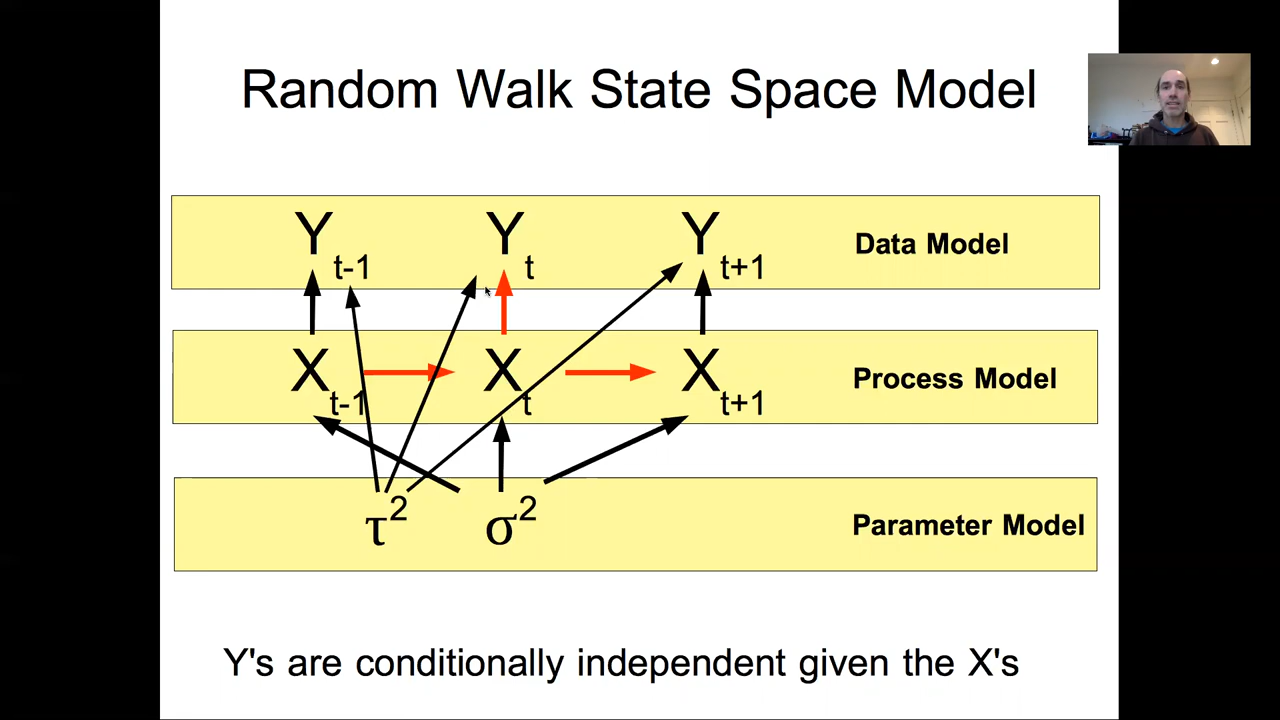 Random Walk State Space Model
Y t-1 Y t Y t+1 Data Model
X t-1 X t X t+1 Process Model
τ² σ² Parameter Model
Y's are conditionally independent given the X's